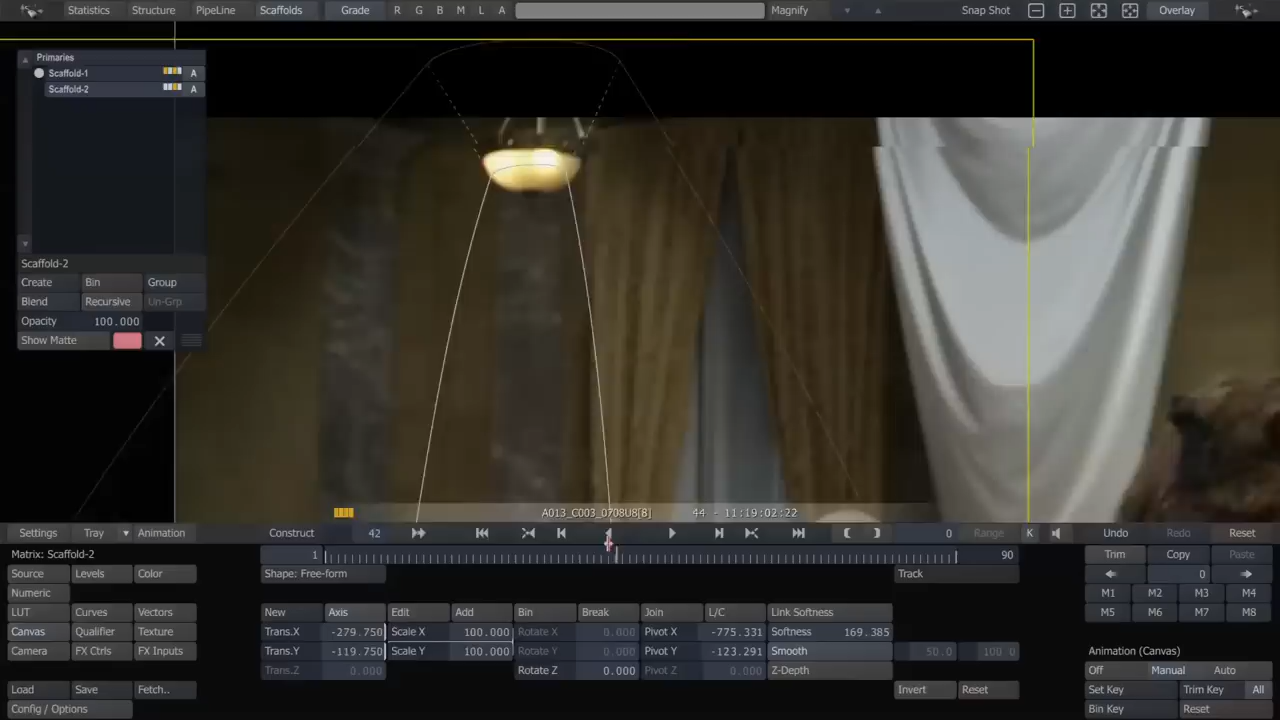 Statistics Structure PipeLine Scaffolds Grade R G B M L A Magnify Snap Shot Overlay
Primaries
Scaffold-1 A
Scaffold-2 A
Scaffold-2
Create Bin Group
Blend Recursive Un-Grp
Opacity 100.000
Show Matte
A013_C003_0708U8[8] 44 - 11:19:02:22
Settings Tray Animation Construct 42 0 Range K Undo Redo Reset
Matrix: Scaffold-2 1 90 Trim Copy Paste
Source Levels Color Shape: Free-form Track 0
Numeric M1 M2 M3 M4
LUT Curves Vectors New Axis Edit Add Bin Break Join L/C Link Softness M5 M6 M7 M8
Canvas Qualifier Texture Trans.X -279.750 Scale X 100.000 Rotate X 0.000 Pivot X -775.331 Softness 169.385
Camera FX Ctrls FX Inputs Trans.Y -119.750 Scale Y 100.000 Rotate Y 0.000 Pivot Y -123.291 Smooth 50.0 100 0 Animation (Canvas)
Trans.Z 0.000 Rotate Z 0.000 Pivot Z 0.000 Z-Depth Off Manual Auto
Load Save Fetch.. Invert Reset Set Key Trim Key All
Config / Options Bin Key Reset